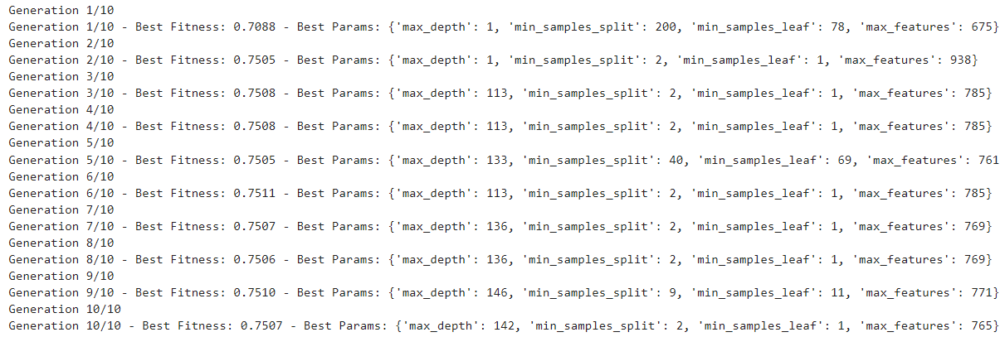 Generation 1/10
Generation 1/10 - Best Fitness: 0.7088 - Best Params: {'max_depth': 1, 'min_samples_split': 200, 'min_samples_leaf': 78, 'max_features': 675}
Generation 2/10
Generation 2/10 - Best Fitness: 0.7505 - Best Params: {'max_depth': 1, 'min_samples_split': 2, 'min_samples_leaf': 1, 'max_features': 938}
Generation 3/10
Generation 3/10 - Best Fitness: 0.7508 - Best Params: {'max_depth': 113, 'min_samples_split': 2, 'min_samples_leaf': 1, 'max_features': 785}
Generation 4/10
Generation 4/10 - Best Fitness: 0.7508 - Best Params: {'max_depth': 113, 'min_samples_split': 2, 'min_samples_leaf': 1, 'max_features': 785}
Generation 5/10
Generation 5/10 - Best Fitness: 0.7505 - Best Params: {'max_depth': 133, 'min_samples_split': 40, 'min_samples_leaf': 69, 'max_features': 761
Generation 6/10
Generation 6/10 - Best Fitness: 0.7511 - Best Params: {'max_depth': 113, 'min_samples_split': 2, 'min_samples_leaf': 1, 'max_features': 785}
Generation 7/10
Generation 7/10 - Best Fitness: 0.7507 - Best Params: {'max_depth': 136, 'min_samples_split': 2, 'min_samples_leaf': 1, 'max_features': 769}
Generation 8/10
Generation 8/10 - Best Fitness: 0.7506 - Best Params: {'max_depth': 136, 'min_samples_split': 2, 'min_samples_leaf': 1, 'max_features': 769}
Generation 9/10
Generation 9/10 - Best Fitness: 0.7510 - Best Params: {'max_depth': 146, 'min_samples_split': 9, 'min_samples_leaf': 11, 'max_features': 771}
Generation 10/10
Generation 10/10 - Best Fitness: 0.7507 - Best Params: {'max_depth': 142, 'min_samples_split': 2, 'min_samples_leaf': 1, 'max_features': 765}